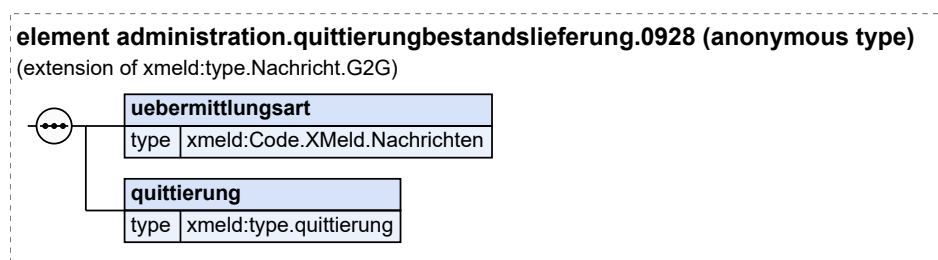 element administration.quittierungbestandslieferung.0928 (anonymous type)
(extension of xmeld:type.Nachricht.G2G)
uebermittlungsart
type xmeld:Code.XMeld.Nachrichten
quittierung
type xmeld:type.quittierung